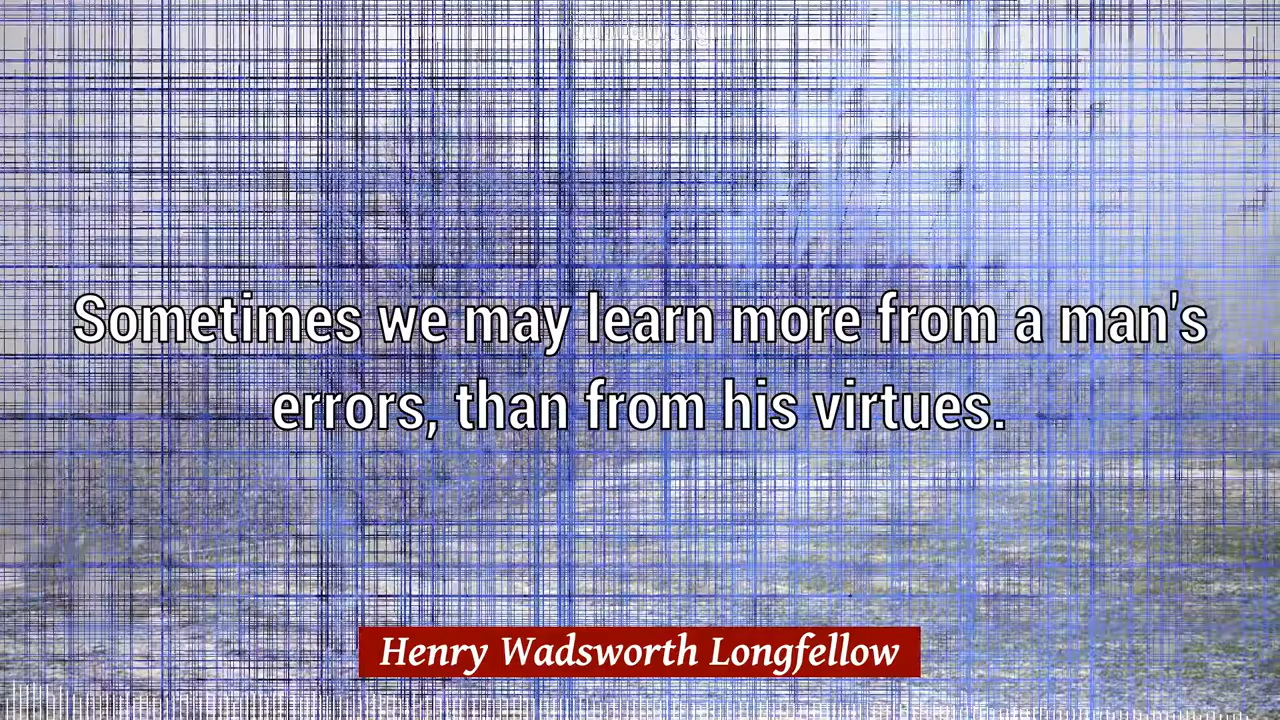 Sometimes we may learn more from a man's
errors, than from his virtues.
Henry Wadsworth Longfellow